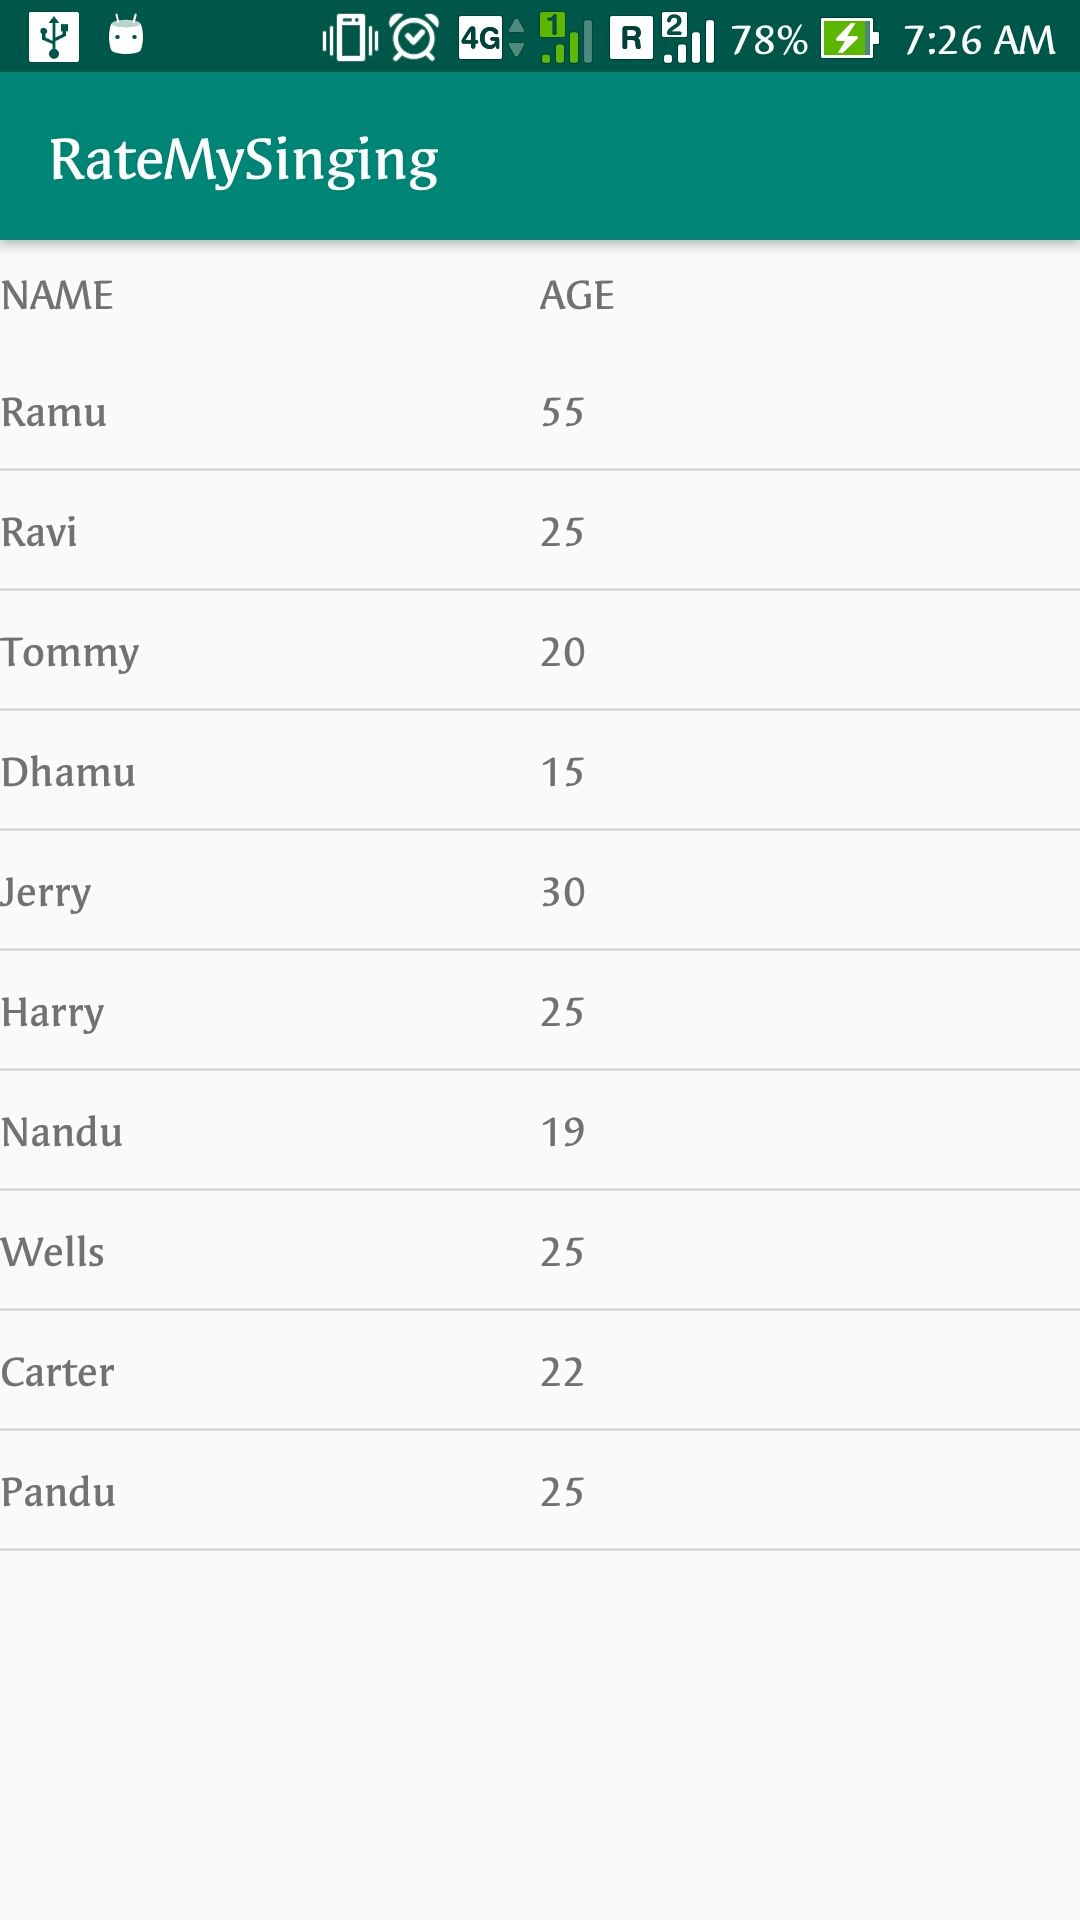 4G 1 R 2 78% 7:26 AM
RateMySinging
NAME AGE
Ramu 55
Ravi 25
Tommy 20
Dhamu 15
Jerry 30
Harry 25
Nandu 19
Wells 25
Carter 22
Pandu 25